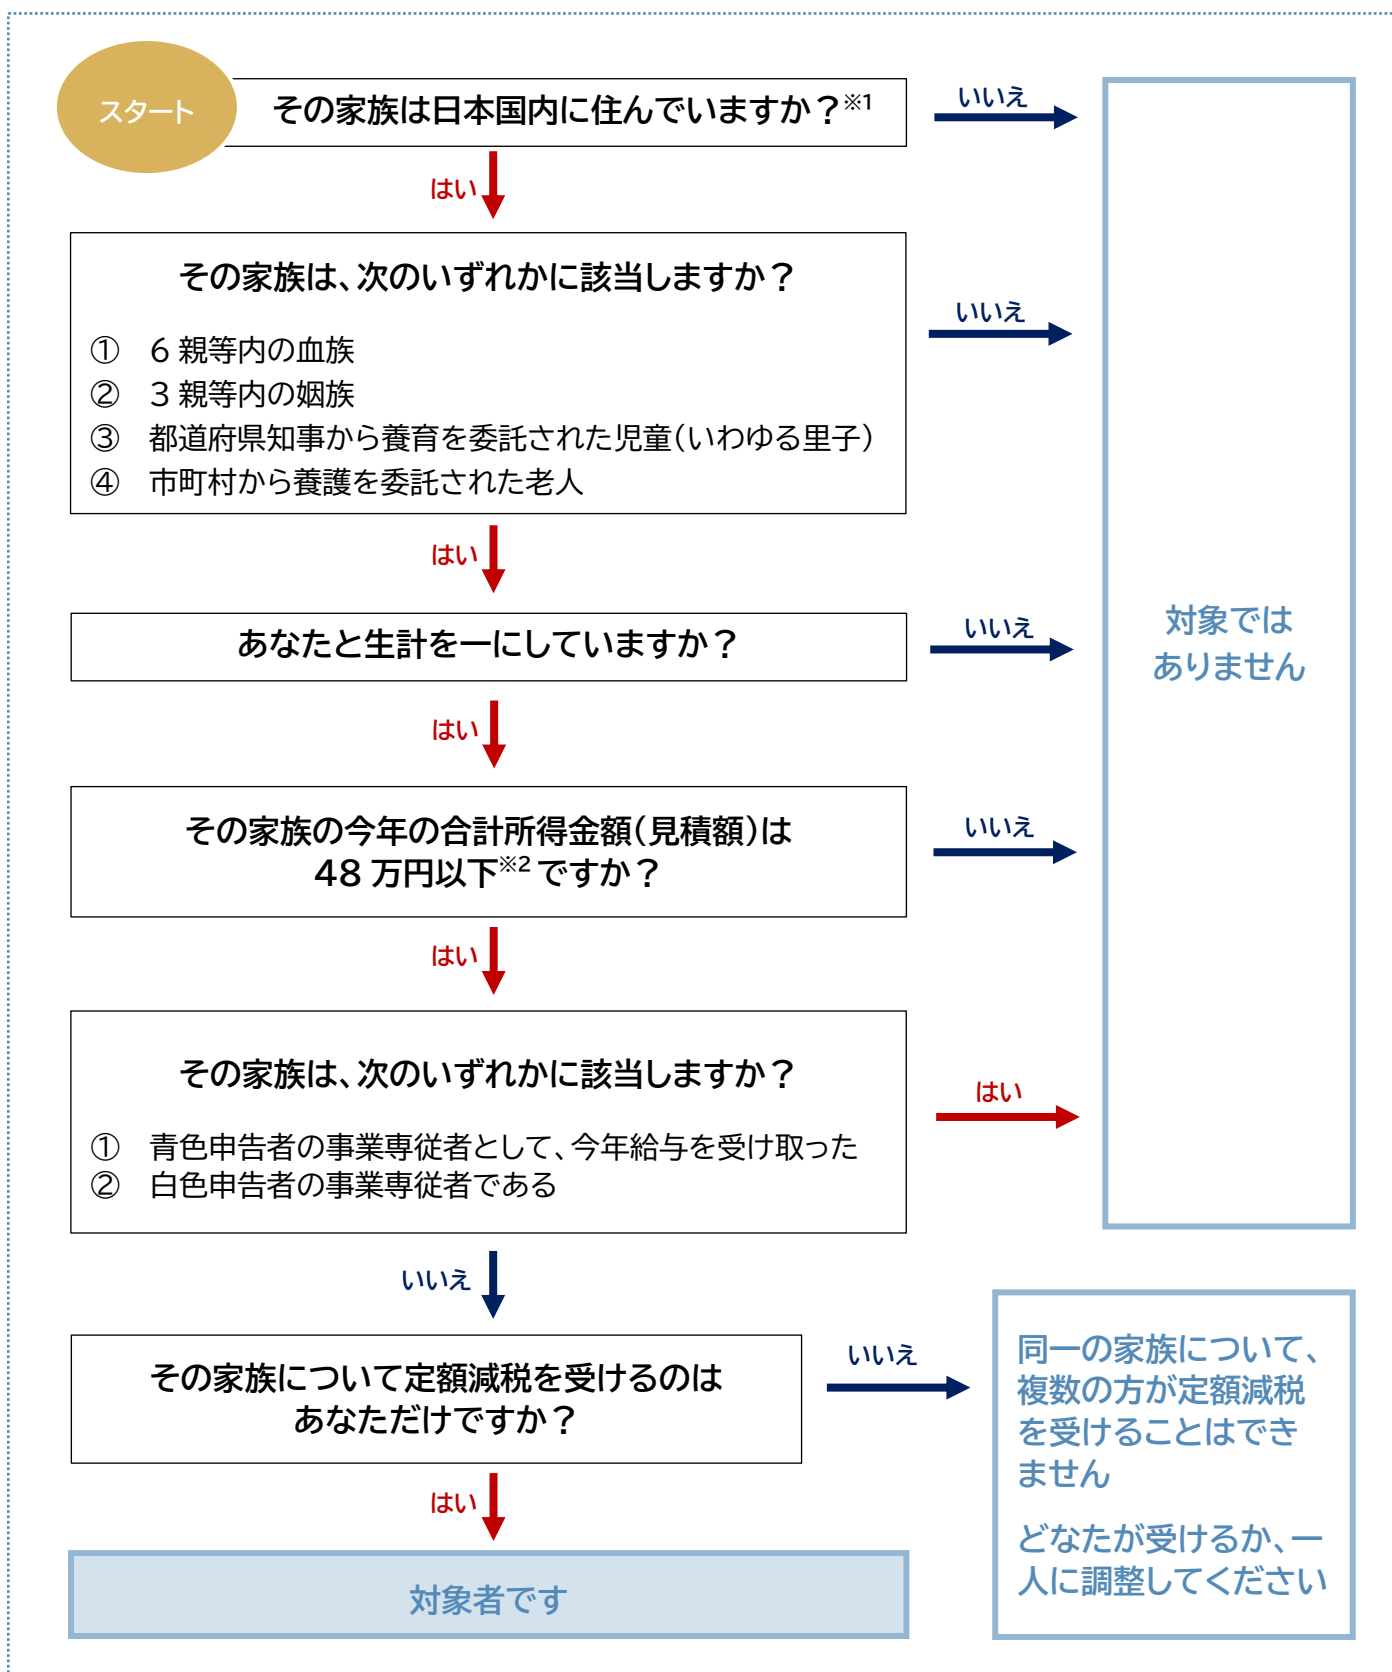 スタート
その家族は日本国内に住んでいますか？※1
いいえ
はい
その家族は、次のいずれかに該当しますか？
① 6 親等内の血族
② 3 親等内の姻族
③ 都道府県知事から養育を委託された児童（いわゆる里子）
④ 市町村から養護を委託された老人
いいえ
はい
あなたと生計を一にしていますか？
いいえ
対象では
ありません
はい
その家族の今年の合計所得金額（見積額）は
48 万円以下※2 ですか？
いいえ
はい
その家族は、次のいずれかに該当しますか？
① 青色申告者の事業専従者として、今年給与を受け取った
② 白色申告者の事業専従者である
はい
いいえ
その家族について定額減税を受けるのは
あなただけですか？
いいえ
同一の家族について、
複数の方が定額減税
を受けることはでき
ません
どなたが受けるか、一
人に調整してください
はい
対象者です